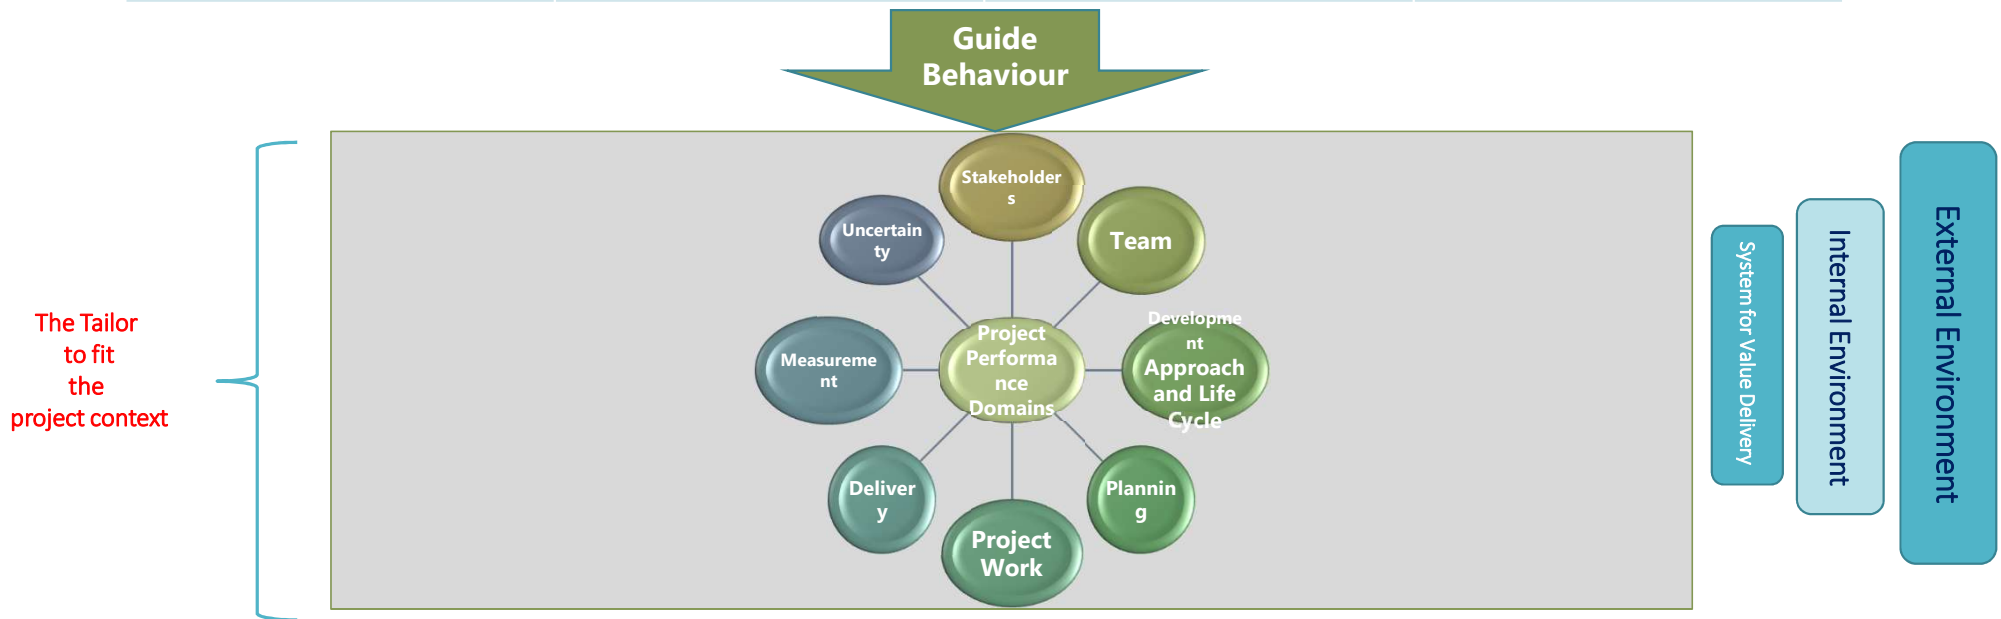 Guide
Behaviour
Stakeholder
s
Team
Developme
nt
Approach
and Life
Cycle
Plannin
g
Project
Work
Deliver
y
Measureme
nt
Uncertain
ty
Project
Performa
nce
Domains
The Tailor
to fit
the
project context
System for Value Delivery
Internal Environment
External Environment